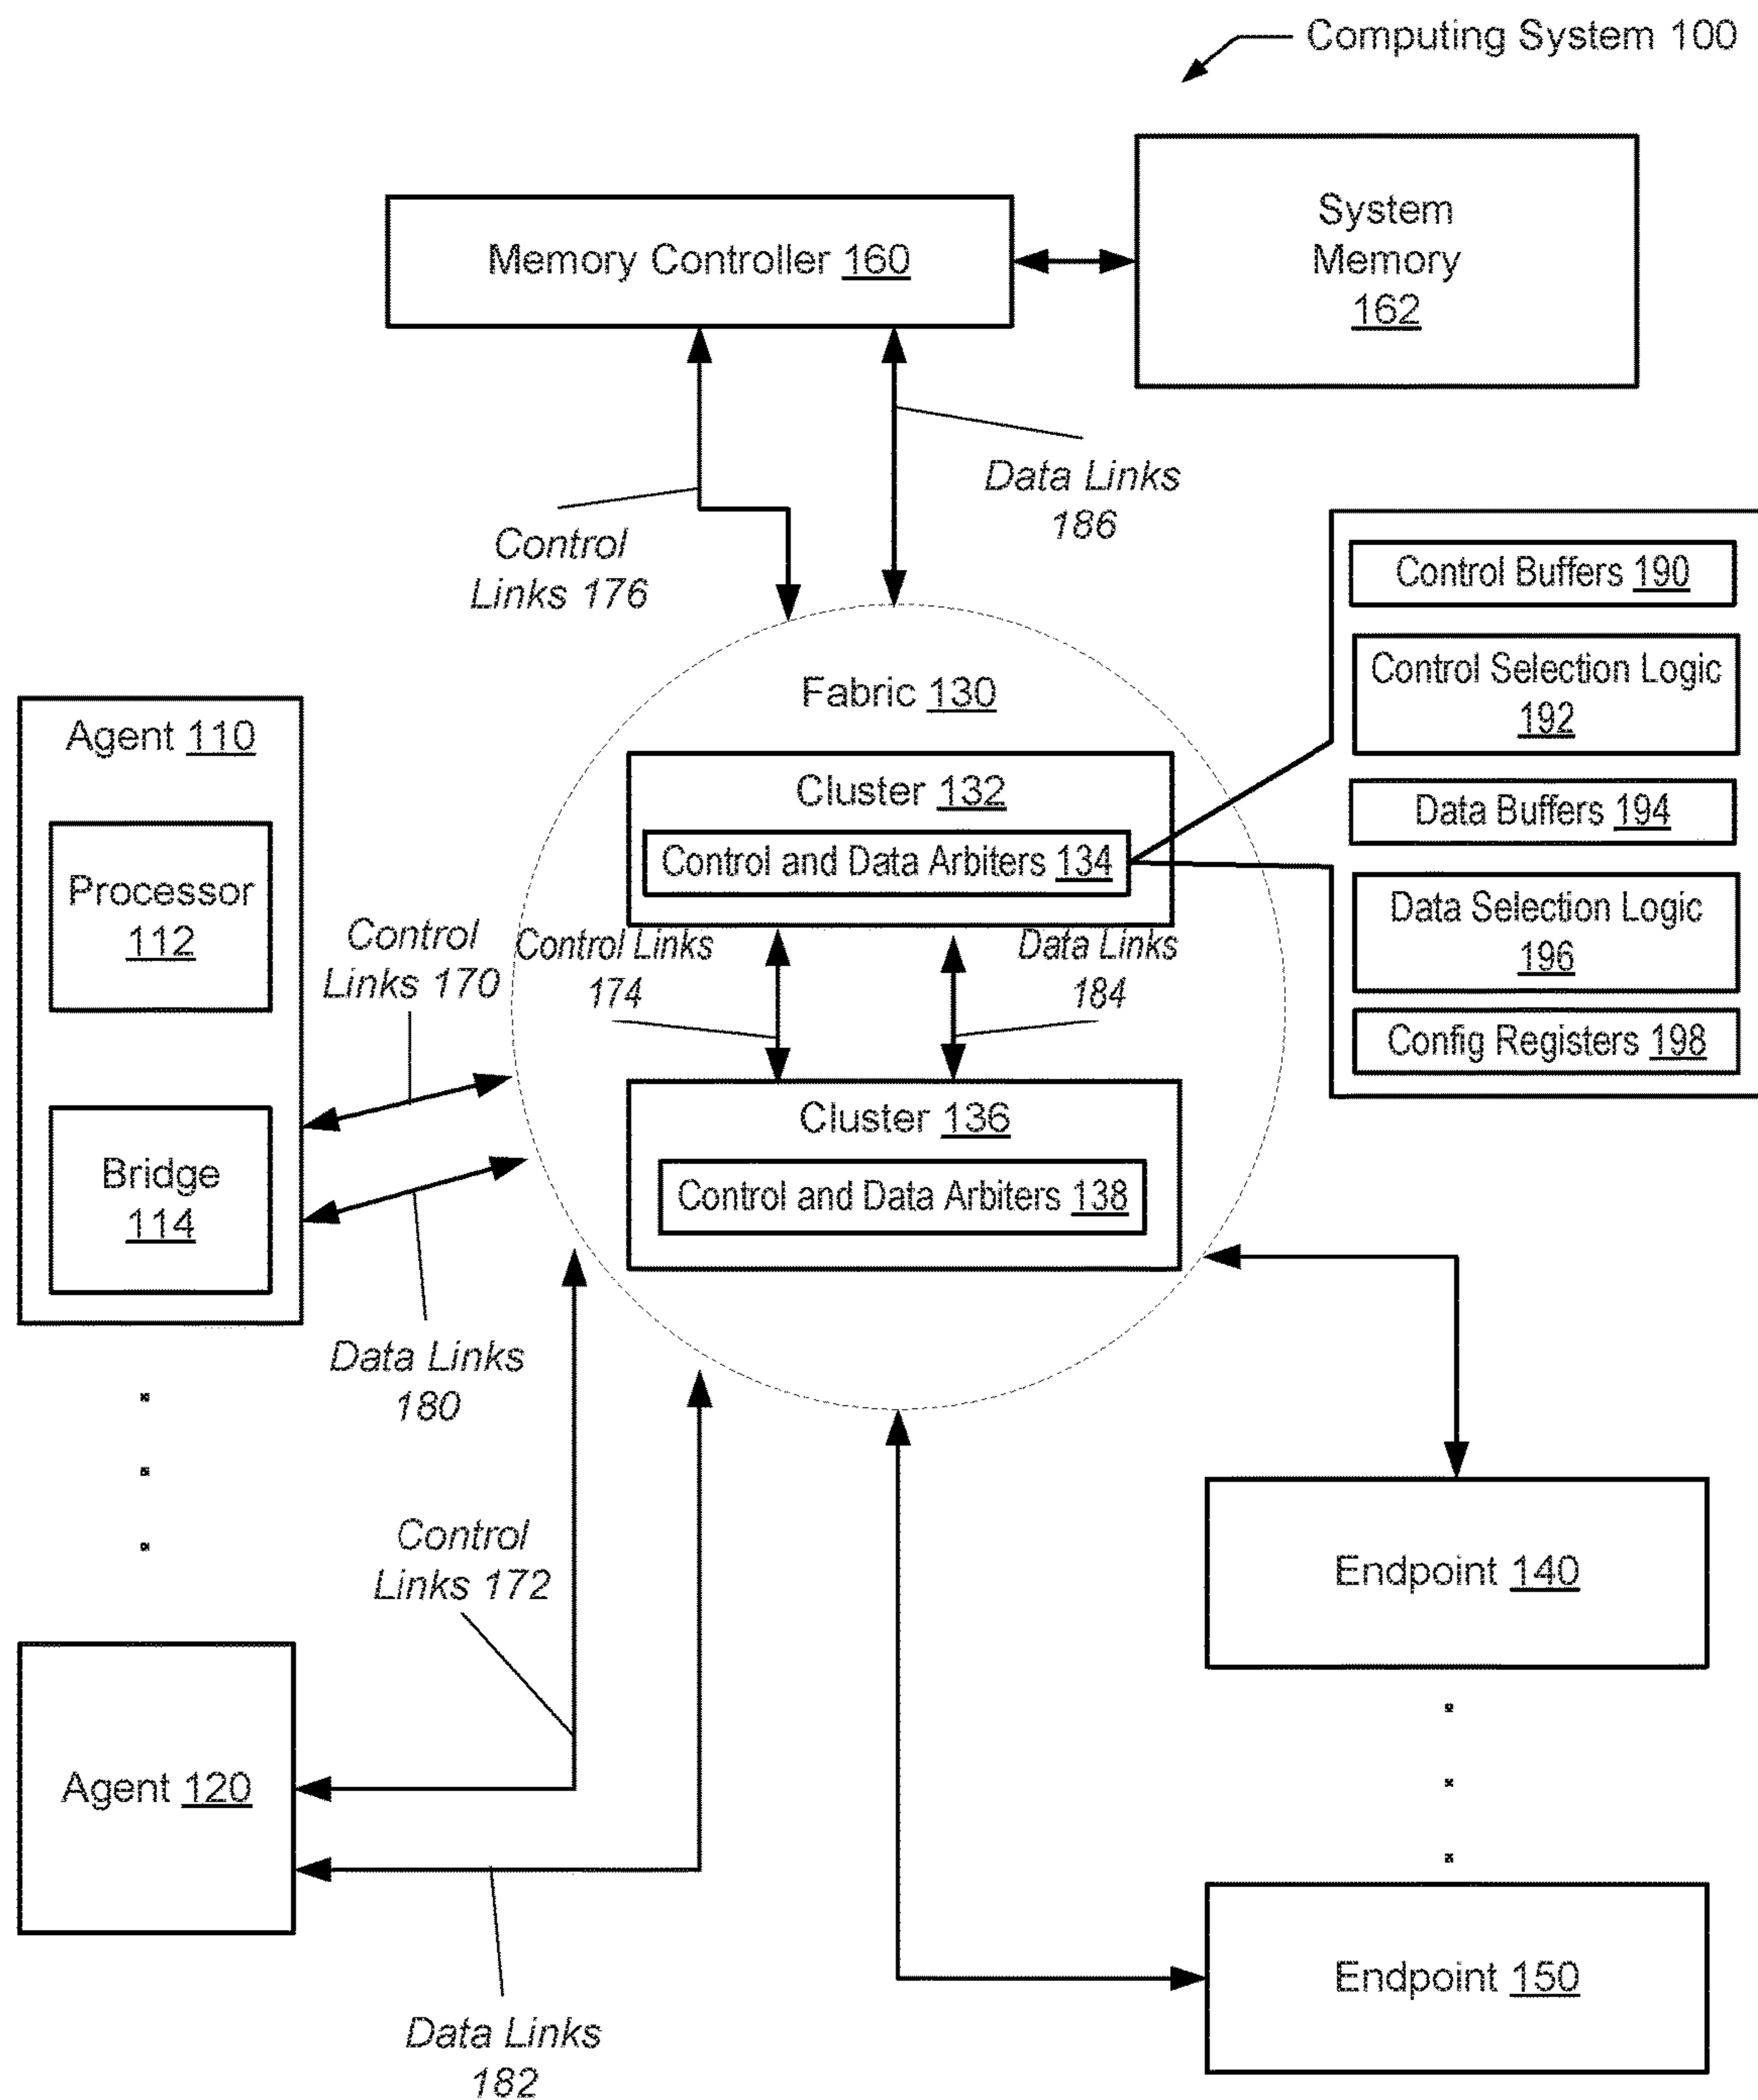 Computing System 100
System
Memory
162
Memory Controller 160
Data Links
186
Control
Links 176
Control Buffers 190
Control Selection Logic
192
Data Buffers 194
Data Selection Logic
196
Config Registers 198
Fabric 130
Cluster 132
Control and Data Arbiters 134
Agent 110
Processor
112
Bridge
114
Control
Links 170
Control Links
174
Data Links
184
Cluster 136
Control and Data Arbiters 138
Data Links
180
Control
Links 172
Endpoint 140
Agent 120
Endpoint 150
Data Links
182